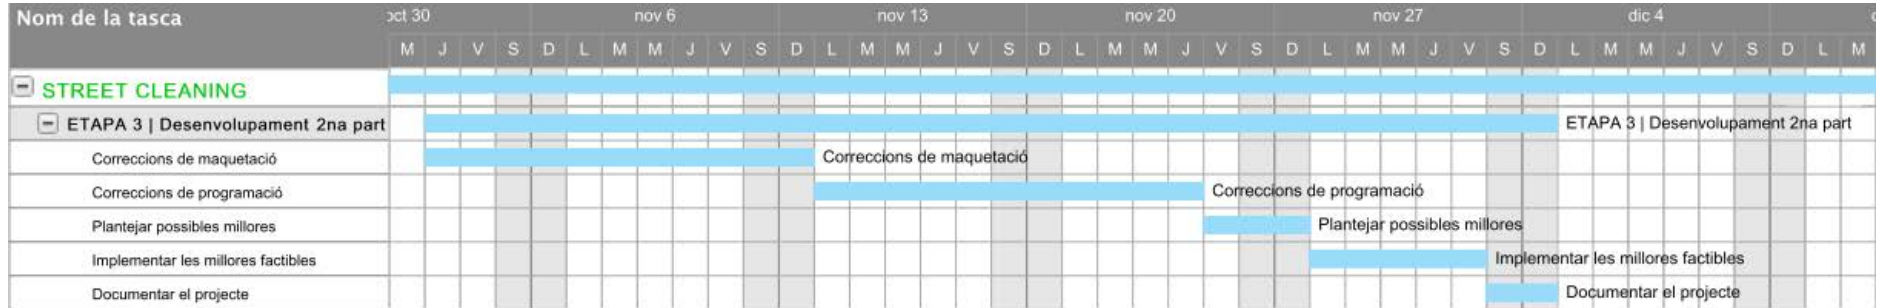 Nom de la tasca oct 30 nov 6 nov 13 nov 20 nov 27 dic 4
M J V S D L M M J V S D L M M J V S D L M M J V S D L M M J V S D L M M J V S D L M
STREET CLEANING
ETAPA 3 | Desenvolupament 2na part ETAPA 3 | Desenvolupament 2na part
Correccions de maquetació Correccions de maquetació
Correccions de programació Correccions de programació
Plantejar possibles millores Plantejar possibles millores
Implementar les millores factibles Implementar les millores factibles
Documentar el projecte Documentar el projecte